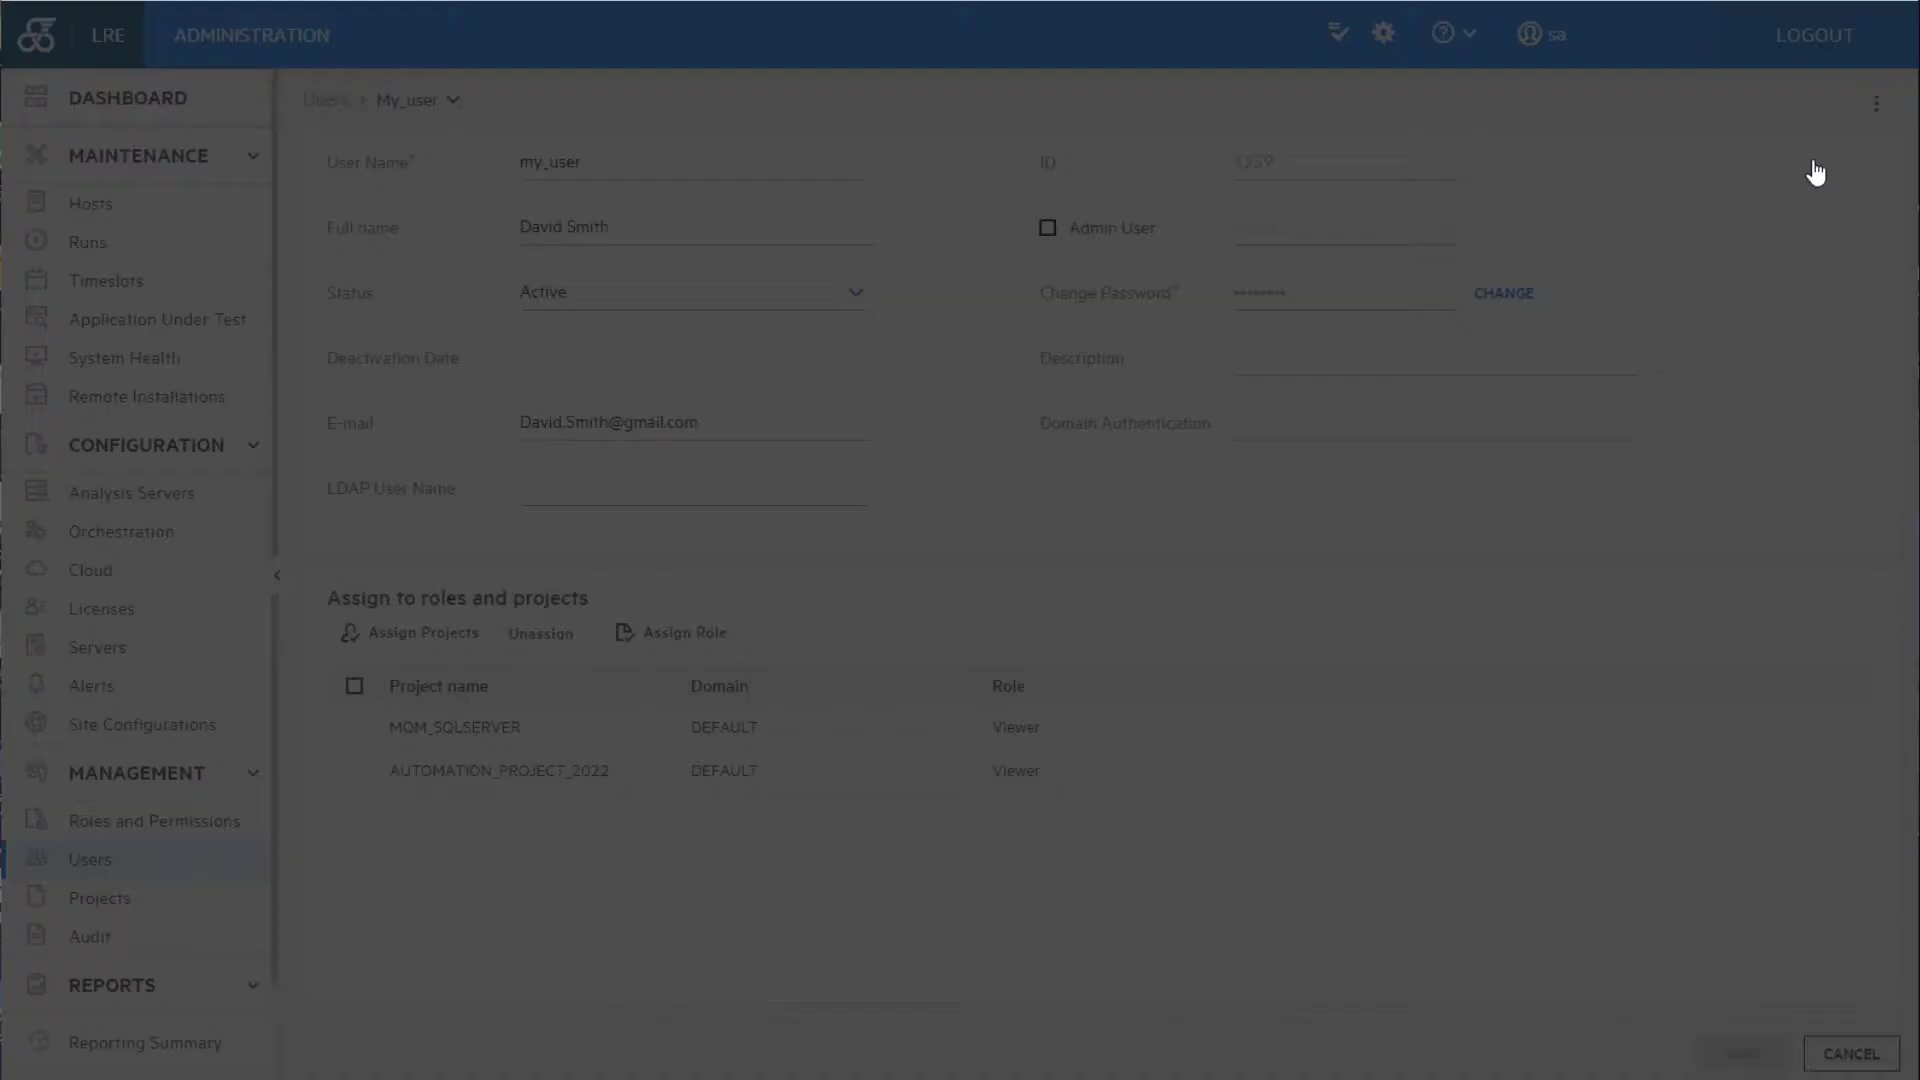 LRE
ADMINISTRATION
sa
LOGOUT
DASHBOARD
Users > My_user
MAINTENANCE
User Name*
my_user
ID
Hosts
Full name
David Smith
Admin User
Runs
Timeslots
Status
Active
Change Password*
CHANGE
Application Under Test
System Health
Deactivation Date
Description
Remote Installations
E-mail
David.Smith@gmail.com
Domain Authentication
CONFIGURATION
LDAP User Name
Analysis Servers
Orchestration
Cloud
Licenses
Assign to roles and projects
Servers
Assign Projects
Unassign
Assign Role
Alerts
Project name
Domain
Role
Site Configurations
MQM_SQLSERVER
DEFAULT
Viewer
MANAGEMENT
AUTOMATION_PROJECT_2022
DEFAULT
Viewer
Roles and Permissions
Users
Projects
Audit
REPORTS
Reporting Summary
CANCEL